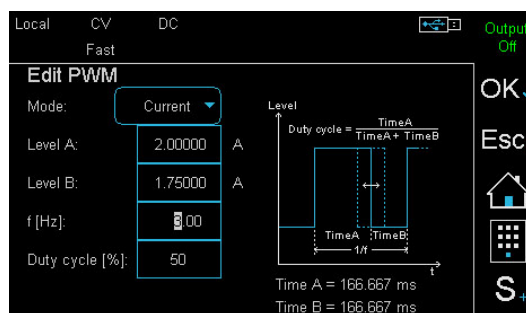 Local CV DC Output
Fast Off
Edit PWM
OK
Mode: Current
Level
Duty cycle = TimeA
TimeA+ TimeB
Level A: 2.00000 A
Esc
Level B: 1.75000 A
f [Hz]: 3.00
TimeA TimeB
1/f
Duty cycle [%]: 50
t
Time A = 166.667 ms
Time B = 166.667 ms
S+